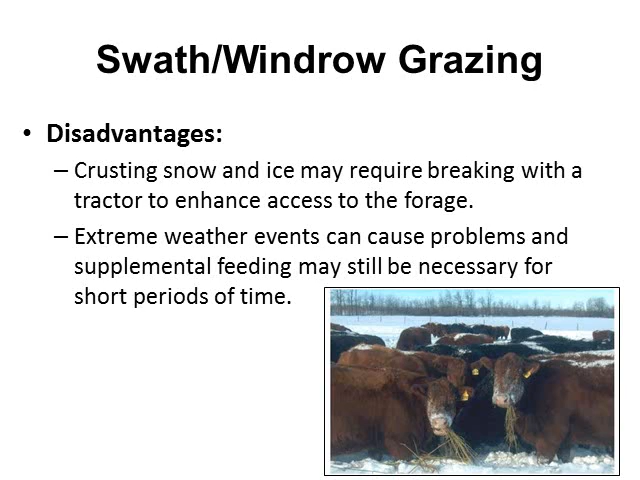 Swath/Windrow Grazing
• Disadvantages:
– Crusting snow and ice may require breaking with a
tractor to enhance access to the forage.
– Extreme weather events can cause problems and
supplemental feeding may still be necessary for
short periods of time.